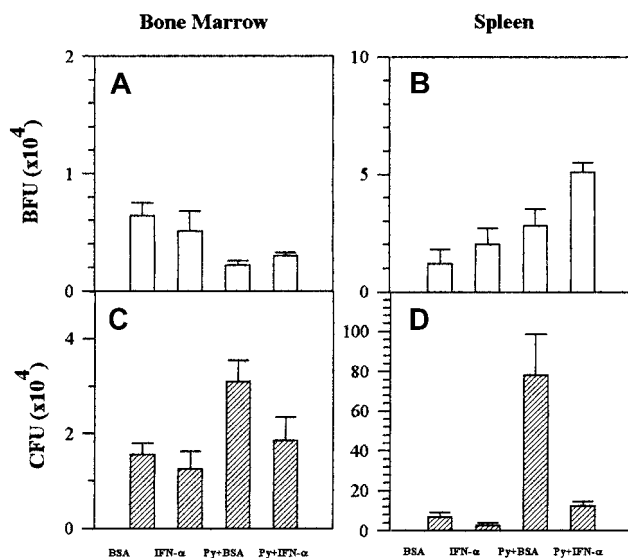 Bone Marrow
Spleen
BFU (x10^4)
2
1
0
A
10
5
0
B
CFU (x10^4)
4
2
0
C
100
80
60
40
20
0
D
BSA IFN-α Py+BSA Py+IFN-α
BSA IFN-α Py+BSA Py+IFN-α